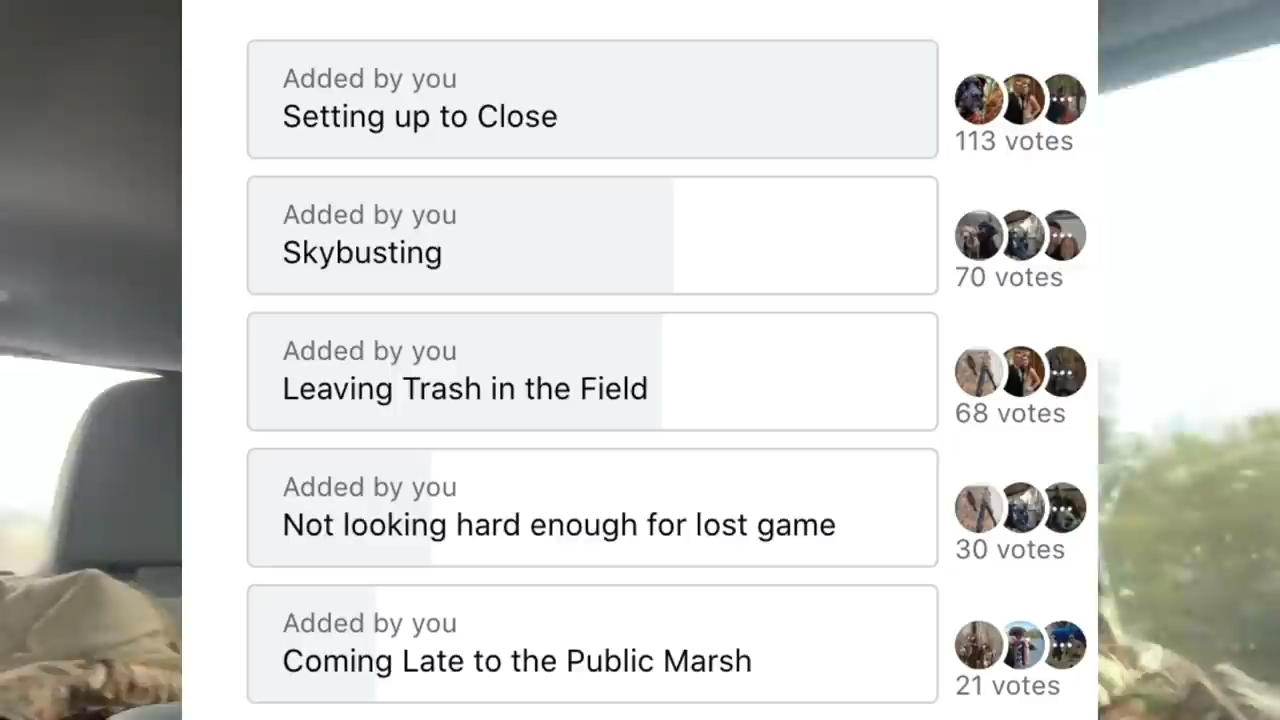 Added by you
Setting up to Close
113 votes
Added by you
Skybusting
70 votes
Added by you
Leaving Trash in the Field
68 votes
Added by you
Not looking hard enough for lost game
30 votes
Added by you
Coming Late to the Public Marsh
21 votes